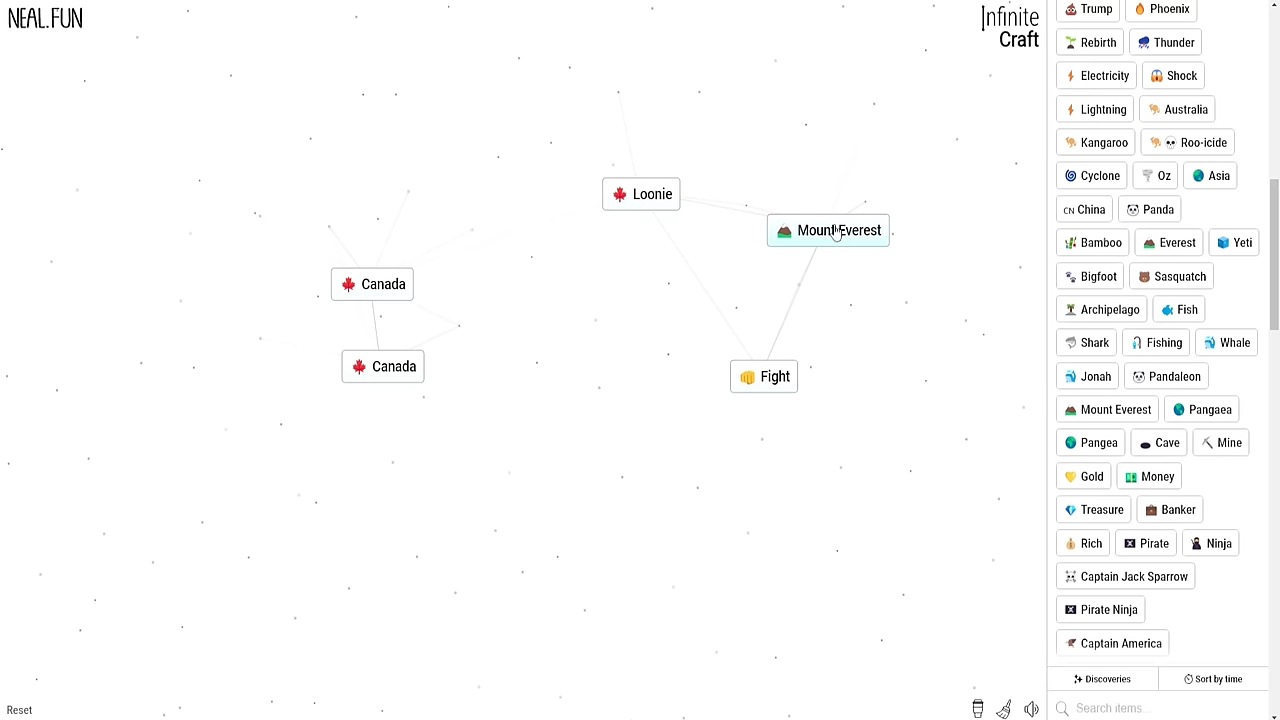 NEAL.FUN
Infinite
Craft
Loonie
Mount Everest
Canada
Canada
Fight
Reset
Trump Phoenix
Rebirth Thunder
Electricity Shock
Lightning Australia
Kangaroo Roo-icide
Cyclone Oz Asia
CN China Panda
Bamboo Everest Yeti
Bigfoot Sasquatch
Archipelago Fish
Shark Fishing Whale
Jonah Pandacon
Mount Everest Pangaea
Pangea Cave Mine
Gold Money
Treasure Banker
Rich Pirate Ninja
Captain Jack Sparrow
Pirate Ninja
Captain America
Discoveries Sort by time
Search items...